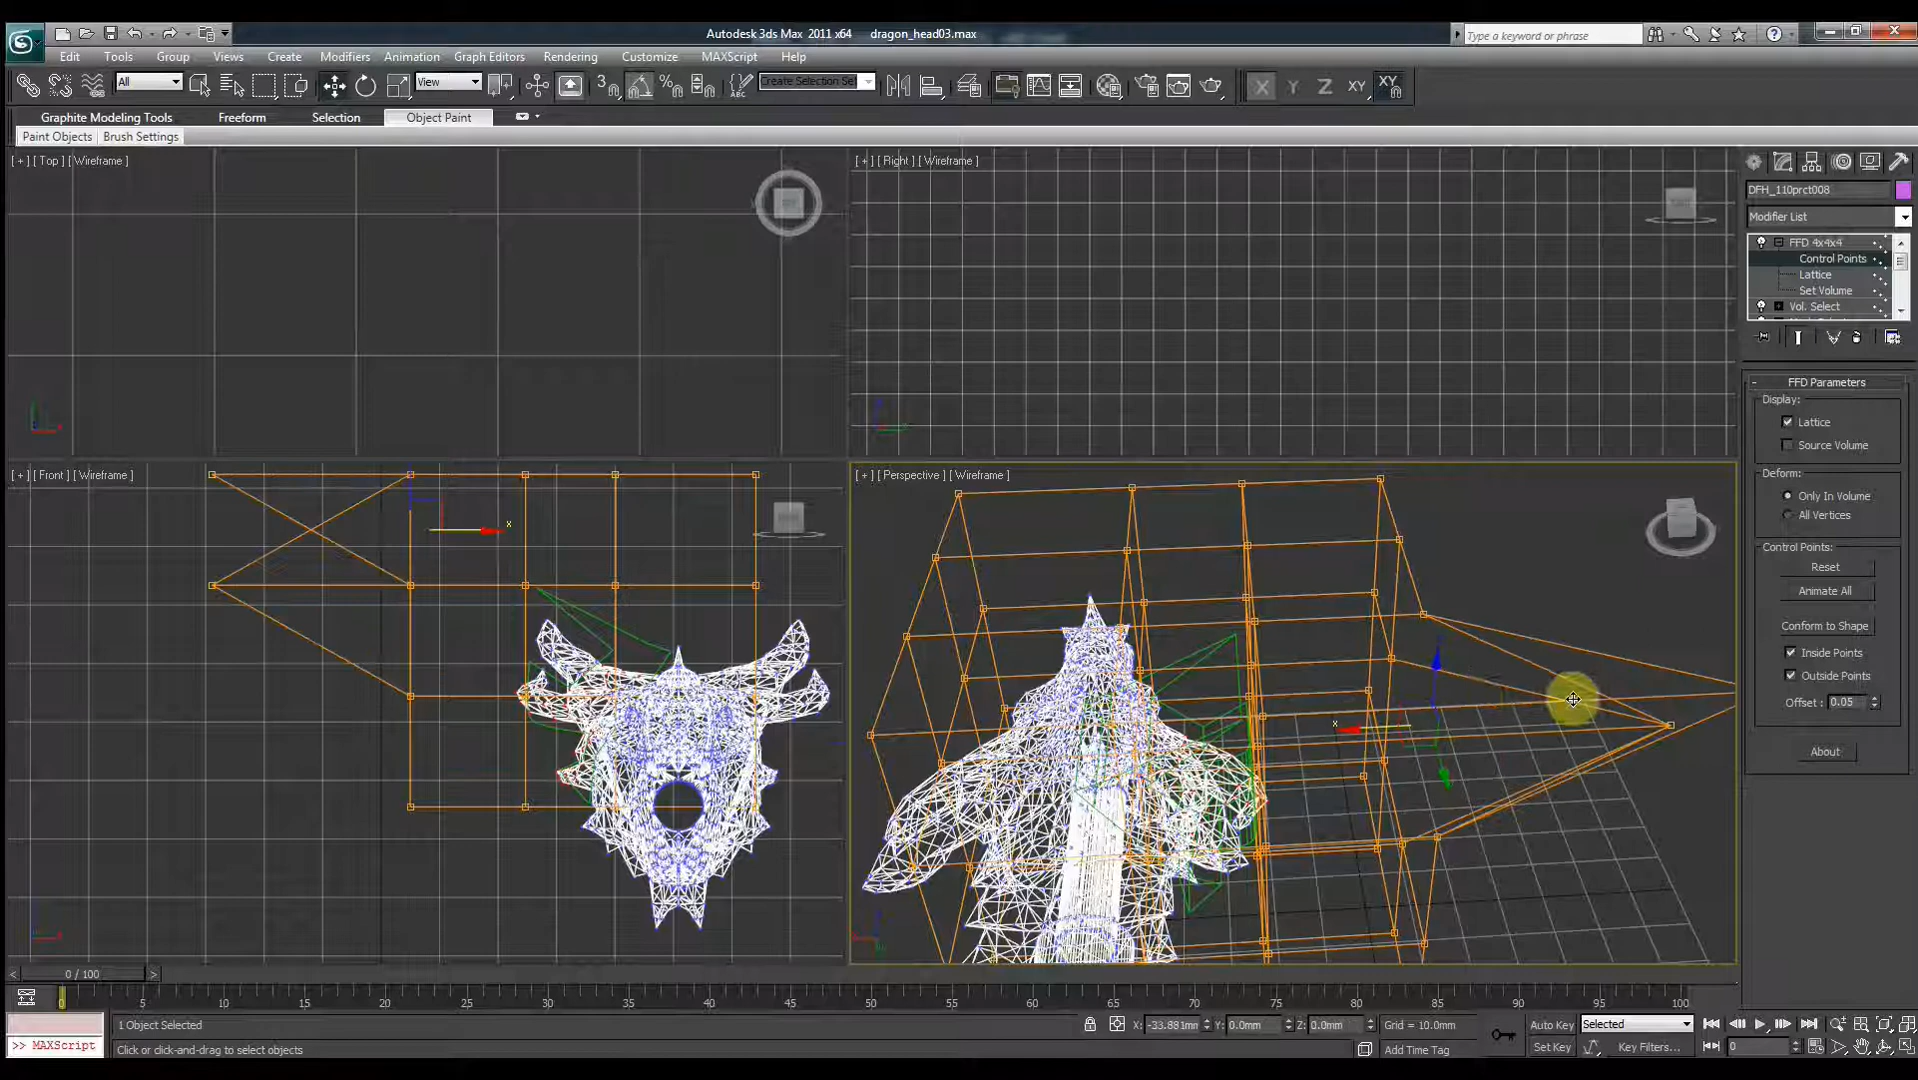 Autodesk 3ds Max 2011 x64 dragon_head03.max
Type a keyword or phrase
Edit Tools Group Views Create Modifiers Animation Graph Editors Rendering Customize MAXScript Help
All View Create Selection Se X Y Z XY XY
Graphite Modeling Tools Freeform Selection Object Paint
Paint Objects Brush Settings
[ + ] [ Top ] [ Wireframe ]
[ + ] [ Right ] [ Wireframe ]
[ + ] [ Front ] [ Wireframe ]
[ + ] [ Perspective ] [ Wireframe ]
x
x
DFH_110prct008
Modifier List
FFD 4x4x4
Control Points
Lattice
Set Volume
Vol. Select
- FFD Parameters
Display:
Lattice
Source Volume
Deform:
Only In Volume
All Vertices
Control Points:
Reset
Animate All
Conform to Shape
Inside Points
Outside Points
Offset : 0.05
About
< 0 / 100 >
0 5 10 15 20 25 30 35 40 45 50 55 60 65 70 75 80 85 90 95 100
1 Object Selected X: -33.881mm Y: 0.0mm Z: 0.0mm Grid = 10.0mm Auto Key Selected
>> MAXScript Click or click-and-drag to select objects Add Time Tag Set Key Key Filters... 0